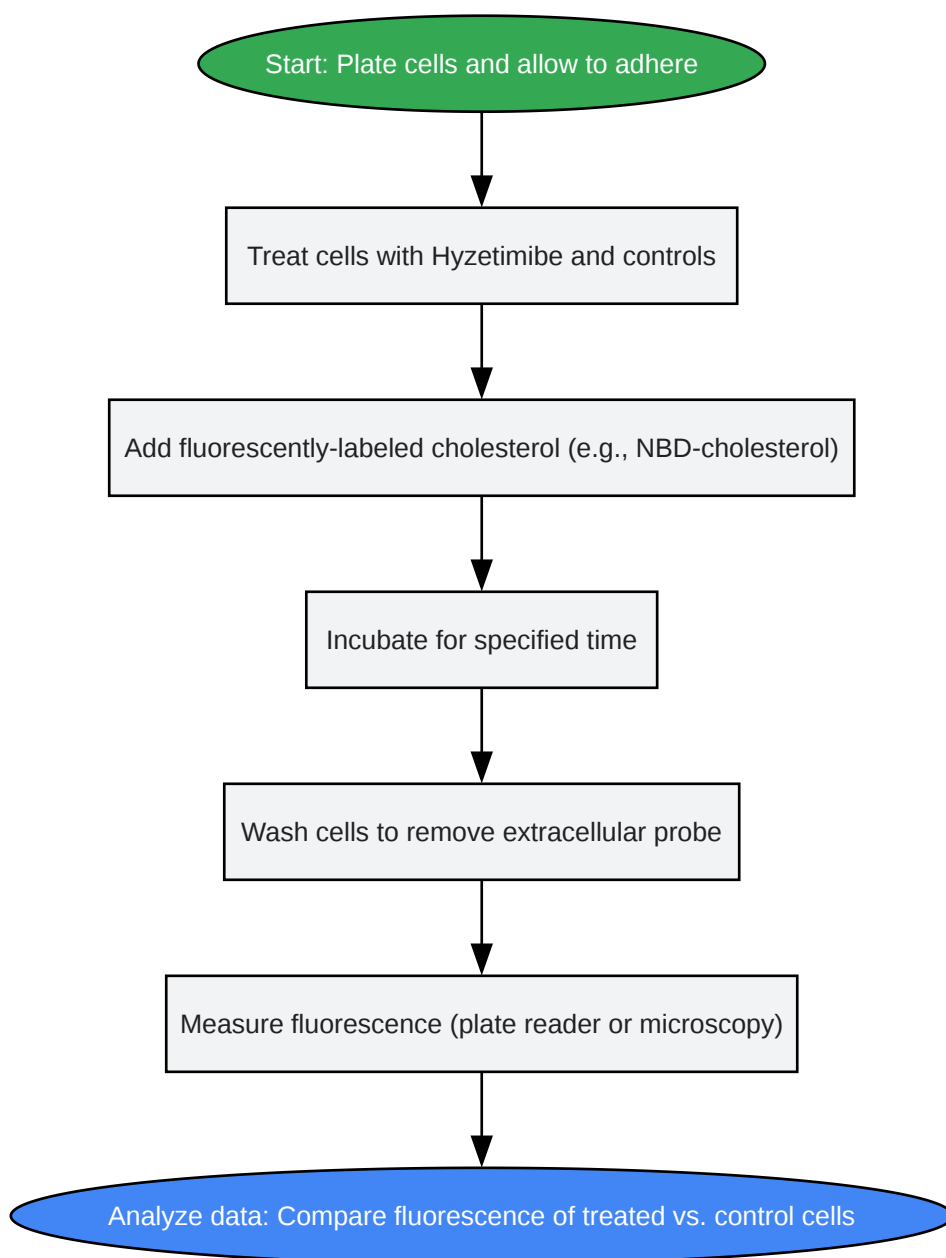 Start: Plate cells and allow to adhere
Treat cells with Hyzetimibe and controls
Add fluorescently-labeled cholesterol (e.g., NBD-cholesterol)
Incubate for specified time
Wash cells to remove extracellular probe
Measure fluorescence (plate reader or microscopy)
Analyze data: Compare fluorescence of treated vs. control cells